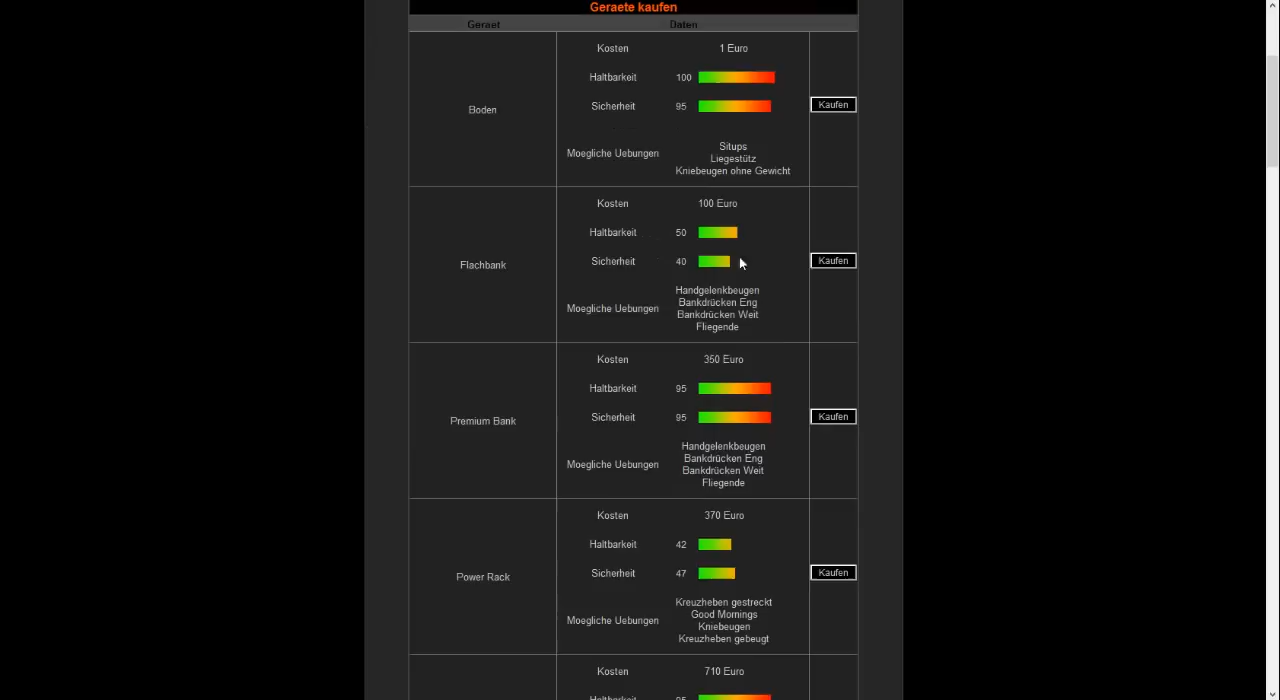 Geraete kaufen
Geraet Daten
Kosten 1 Euro
Haltbarkeit 100
Sicherheit 95
Boden
Kaufen
Moegliche Uebungen
Situps
Liegestütz
Kniebeugen ohne Gewicht
Kosten 100 Euro
Haltbarkeit 50
Sicherheit 40
Flachbank
Kaufen
Moegliche Uebungen
Handgelenkbeugen
Bankdrücken Eng
Bankdrücken Weit
Fliegende
Kosten 350 Euro
Haltbarkeit 95
Sicherheit 95
Premium Bank
Kaufen
Moegliche Uebungen
Handgelenkbeugen
Bankdrücken Eng
Bankdrücken Weit
Fliegende
Kosten 370 Euro
Haltbarkeit 42
Sicherheit 47
Power Rack
Kaufen
Moegliche Uebungen
Kreuzheben gestreckt
Good Mornings
Kniebeugen
Kreuzheben gebeugt
Kosten 710 Euro
Haltbarkeit 95